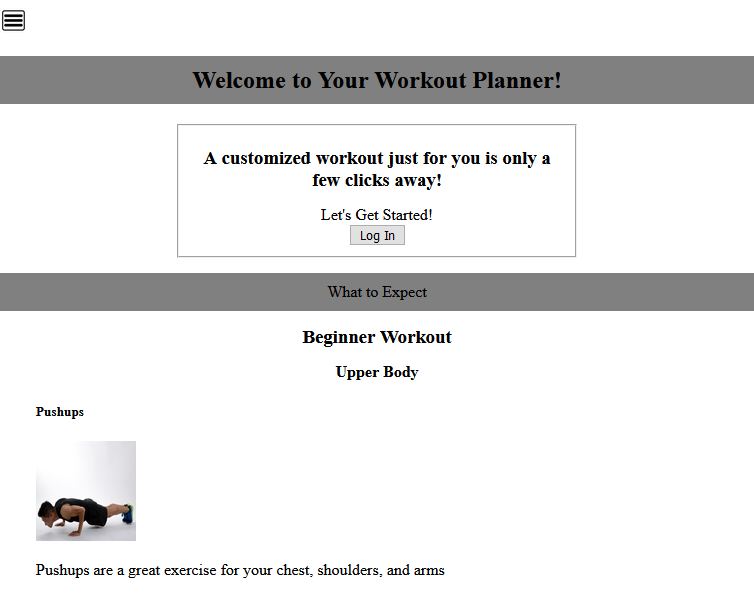 Welcome to Your Workout Planner!
A customized workout just for you is only a
few clicks away!
Let's Get Started!
Log In
What to Expect
Beginner Workout
Upper Body
Pushups
Pushups are a great exercise for your chest, shoulders, and arms